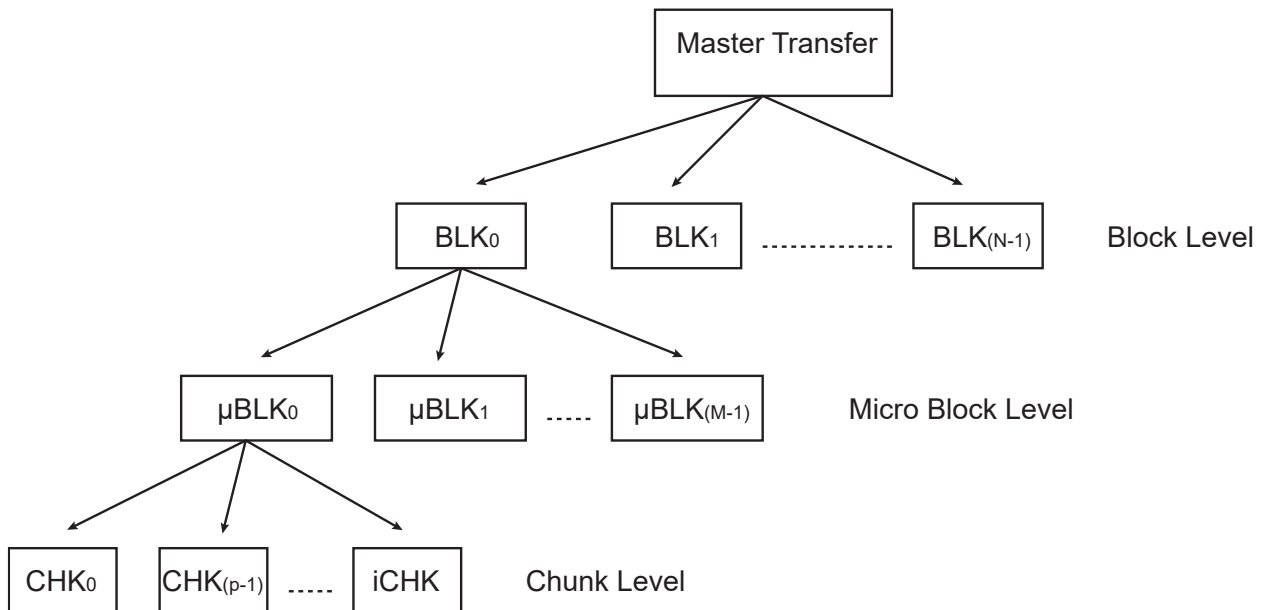 Master Transfer
BLK0 BLK1 BLK(N-1) Block Level
µBLK0 µBLK1 µBLK(M-1) Micro Block Level
CHK0 CHK(p-1) iCHK Chunk Level